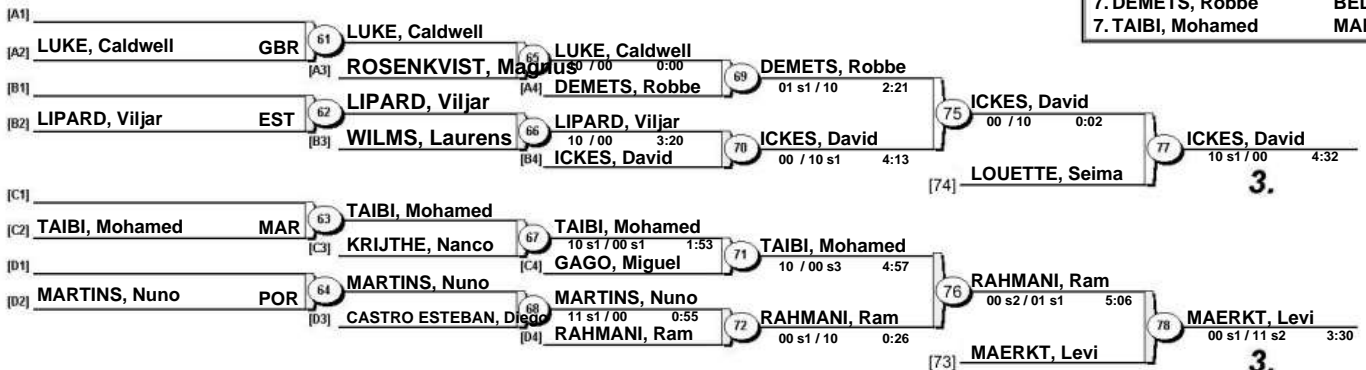 7. DEMETS, Robbe BEL
7. TAIBI, Mohamed MAR
[A1]
[A2] LUKE, Caldwell GBR
61
LUKE, Caldwell
[A3] ROSENKVIST, Magnus
65
LUKE, Caldwell
10 / 00 0:00
[A4] DEMETS, Robbe
69
DEMETS, Robbe
01 s1 / 10 2:21
[B1]
[B2] LIPARD, Viljar EST
62
LIPARD, Viljar
[B3] WILMS, Laurens
66
LIPARD, Viljar
10 / 00 3:20
[B4] ICKES, David
70
ICKES, David
00 / 10 s1 4:13
75
ICKES, David
00 / 10 0:02
[74] LOUETTE, Seima
77
ICKES, David
10 s1 / 00 4:32
3.
[C1]
[C2] TAIBI, Mohamed MAR
63
TAIBI, Mohamed
[C3] KRIJTHE, Nanco
67
TAIBI, Mohamed
10 s1 / 00 s1 1:53
[C4] GAGO, Miguel
71
TAIBI, Mohamed
10 / 00 s3 4:57
[D1]
[D2] MARTINS, Nuno POR
64
MARTINS, Nuno
[D3] CASTRO ESTEBAN, Diego
68
MARTINS, Nuno
11 s1 / 00 0:55
[D4] RAHMANI, Ram
72
RAHMANI, Ram
00 s1 / 10 0:26
76
RAHMANI, Ram
00 s2 / 01 s1 5:06
[73] MAERKT, Levi
78
MAERKT, Levi
00 s1 / 11 s2 3:30
3.